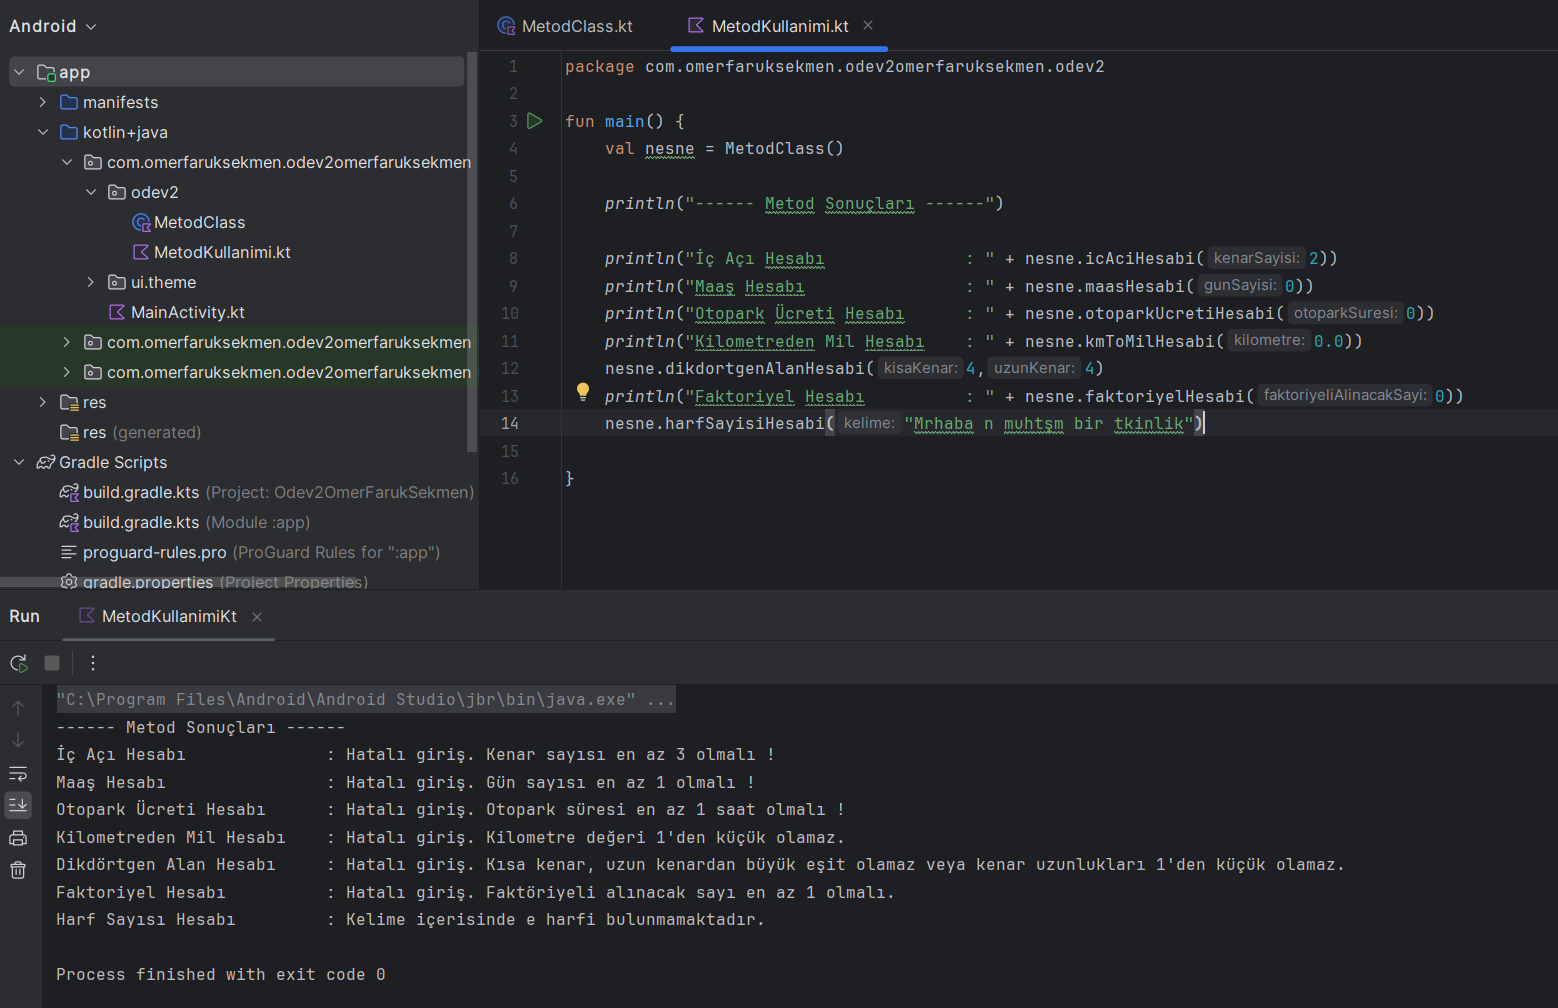 Android
app
manifests
kotlin+java
com.omerfaruksekmen.odev2omerfaruksekmen
odev2
MetodClass
MetodKullanimi.kt
ui.theme
MainActivity.kt
com.omerfaruksekmen.odev2omerfaruksekmen
com.omerfaruksekmen.odev2omerfaruksekmen
res
res (generated)
Gradle Scripts
build.gradle.kts (Project: Odev2OmerFarukSekmen)
build.gradle.kts (Module :app)
proguard-rules.pro (ProGuard Rules for ":app")
gradle.properties (Project Properties)
MetodClass.kt MetodKullanimi.kt
1 package com.omerfaruksekmen.odev2omerfaruksekmen.odev2
2
3 fun main() {
4 val nesne = MetodClass()
5
6 println("------ Metod Sonuçları ------")
7
8 println("İç Açı Hesabı : " + nesne.icAciHesabi( kenarSayisi: 2))
9 println("Maaş Hesabı : " + nesne.maasHesabi( gunSayisi: 0))
10 println("Otopark Ücreti Hesabı : " + nesne.otoparkUcretiHesabi( otoparkSuresi: 0))
11 println("Kilometreden Mil Hesabı : " + nesne.kmToMilHesabi( kilometre: 0.0))
12 nesne.dikdortgenAlanHesabi( kisaKenar: 4, uzunKenar: 4)
13 println("Faktoriyel Hesabı : " + nesne.faktoriyelHesabi( faktoriyeliAlinacakSayi: 0))
14 nesne.harfSayisiHesabi( kelime: "Mrhaba n muhtşm bir tkinlik")
15
16 }
Run MetodKullanimiKt
"C:\Program Files\Android\Android Studio\jbr\bin\java.exe" ...
------ Metod Sonuçları ------
İç Açı Hesabı : Hatalı giriş. Kenar sayısı en az 3 olmalı !
Maaş Hesabı : Hatalı giriş. Gün sayısı en az 1 olmalı !
Otopark Ücreti Hesabı : Hatalı giriş. Otopark süresi en az 1 saat olmalı !
Kilometreden Mil Hesabı : Hatalı giriş. Kilometre değeri 1'den küçük olamaz.
Dikdörtgen Alan Hesabı : Hatalı giriş. Kısa kenar, uzun kenardan büyük eşit olamaz veya kenar uzunlukları 1'den küçük olamaz.
Faktoriyel Hesabı : Hatalı giriş. Faktöriyeli alınacak sayı en az 1 olmalı.
Harf Sayısı Hesabı : Kelime içerisinde e harfi bulunmamaktadır.
Process finished with exit code 0